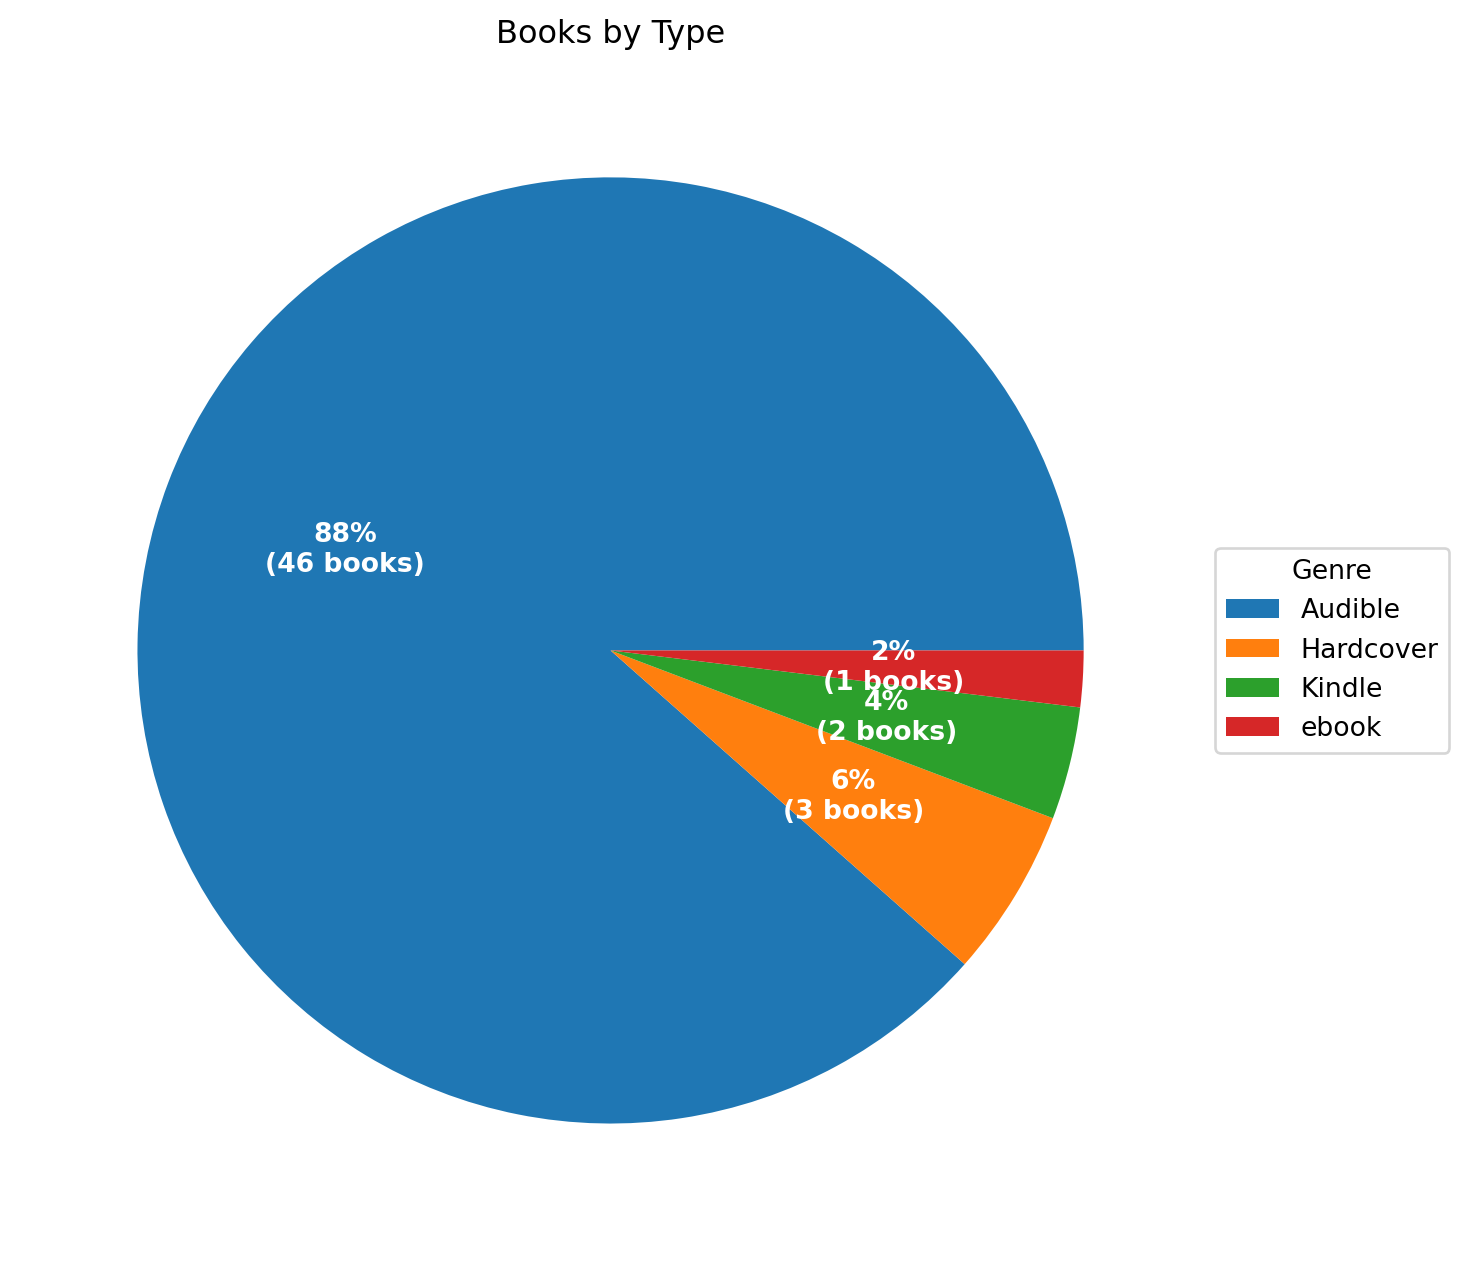 Books by Type
88%
(46 books)
2%
(1 books)
4%
(2 books)
6%
(3 books)
Genre
Audible
Hardcover
Kindle
ebook